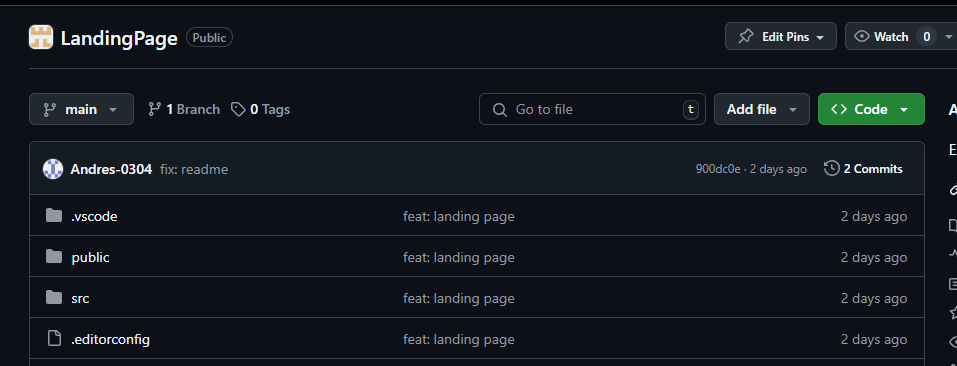 LandingPage Public Edit Pins Watch 0
main 1 Branch 0 Tags Go to file t Add file <> Code
Andres-0304 fix: readme 900dc0e · 2 days ago 2 Commits
.vscode feat: landing page 2 days ago
public feat: landing page 2 days ago
src feat: landing page 2 days ago
.editorconfig feat: landing page 2 days ago